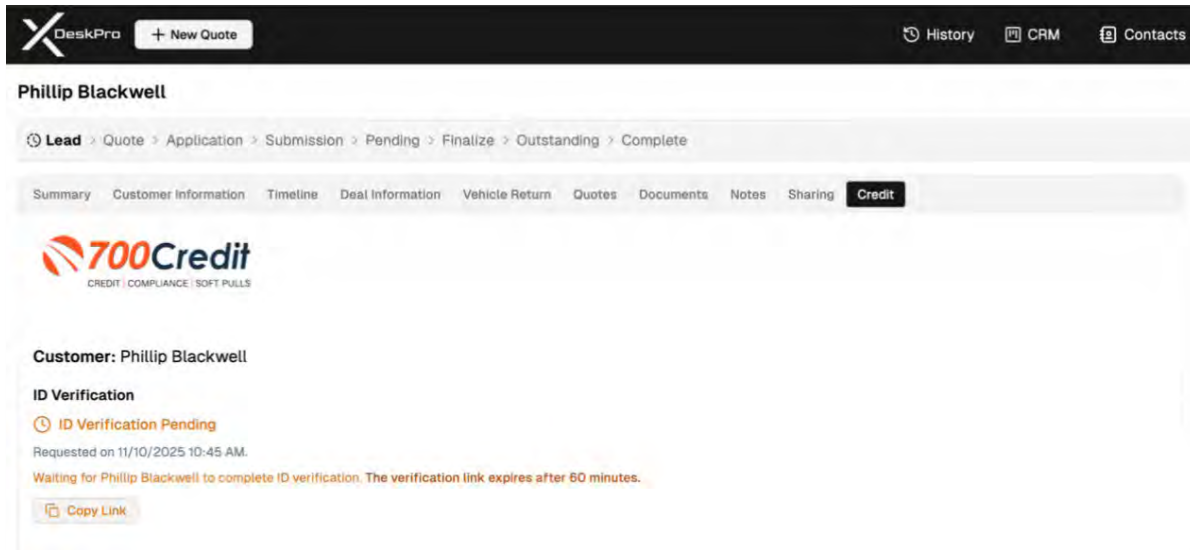 XDeskPro + New Quote History CRM Contacts
Phillip Blackwell
Lead > Quote > Application > Submission > Pending > Finalize > Outstanding > Complete
Summary Customer Information Timeline Deal Information Vehicle Return Quotes Documents Notes Sharing Credit
700Credit
CREDIT | COMPLIANCE | SOFT PULLS
Customer: Phillip Blackwell
ID Verification
ID Verification Pending
Requested on 11/10/2025 10:45 AM.
Waiting for Phillip Blackwell to complete ID verification. The verification link expires after 60 minutes.
Copy Link